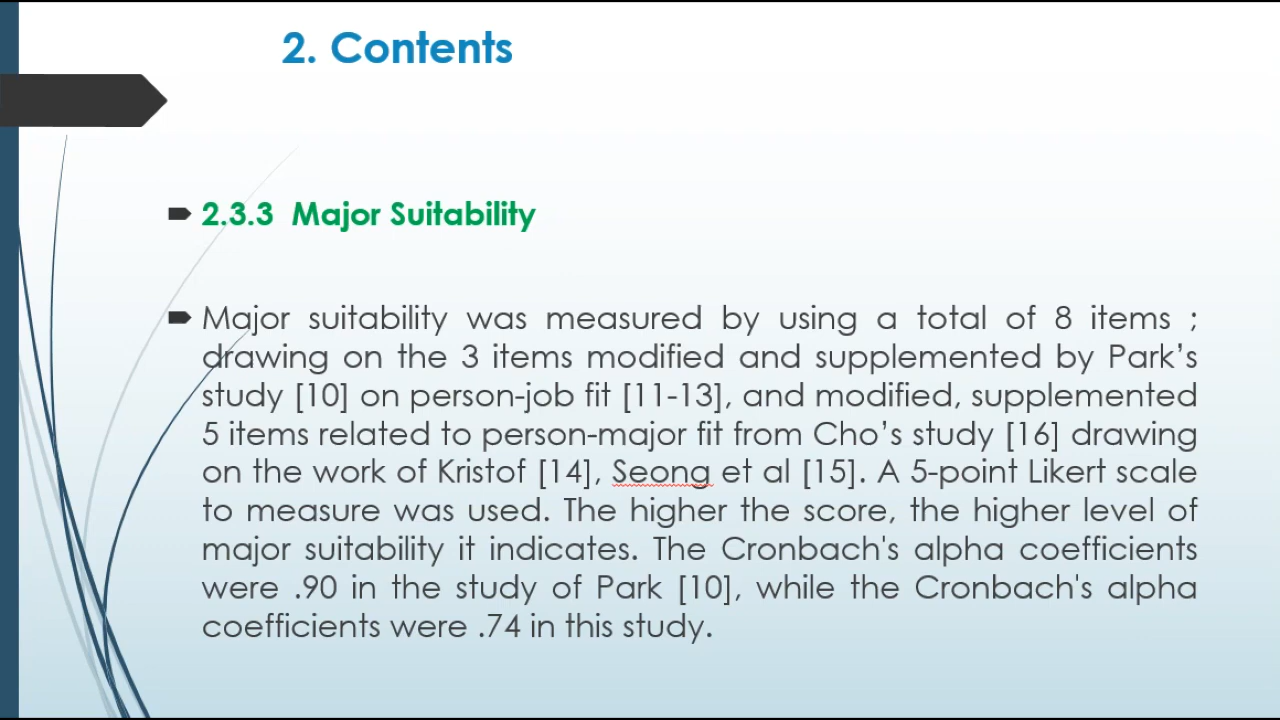 2. Contents
2.3.3 Major Suitability
Major suitability was measured by using a total of 8 items ;
drawing on the 3 items modified and supplemented by Park’s
study [10] on person-job fit [11-13], and modified, supplemented
5 items related to person-major fit from Cho’s study [16] drawing
on the work of Kristof [14], Seong et al [15]. A 5-point Likert scale
to measure was used. The higher the score, the higher level of
major suitability it indicates. The Cronbach's alpha coefficients
were .90 in the study of Park [10], while the Cronbach's alpha
coefficients were .74 in this study.